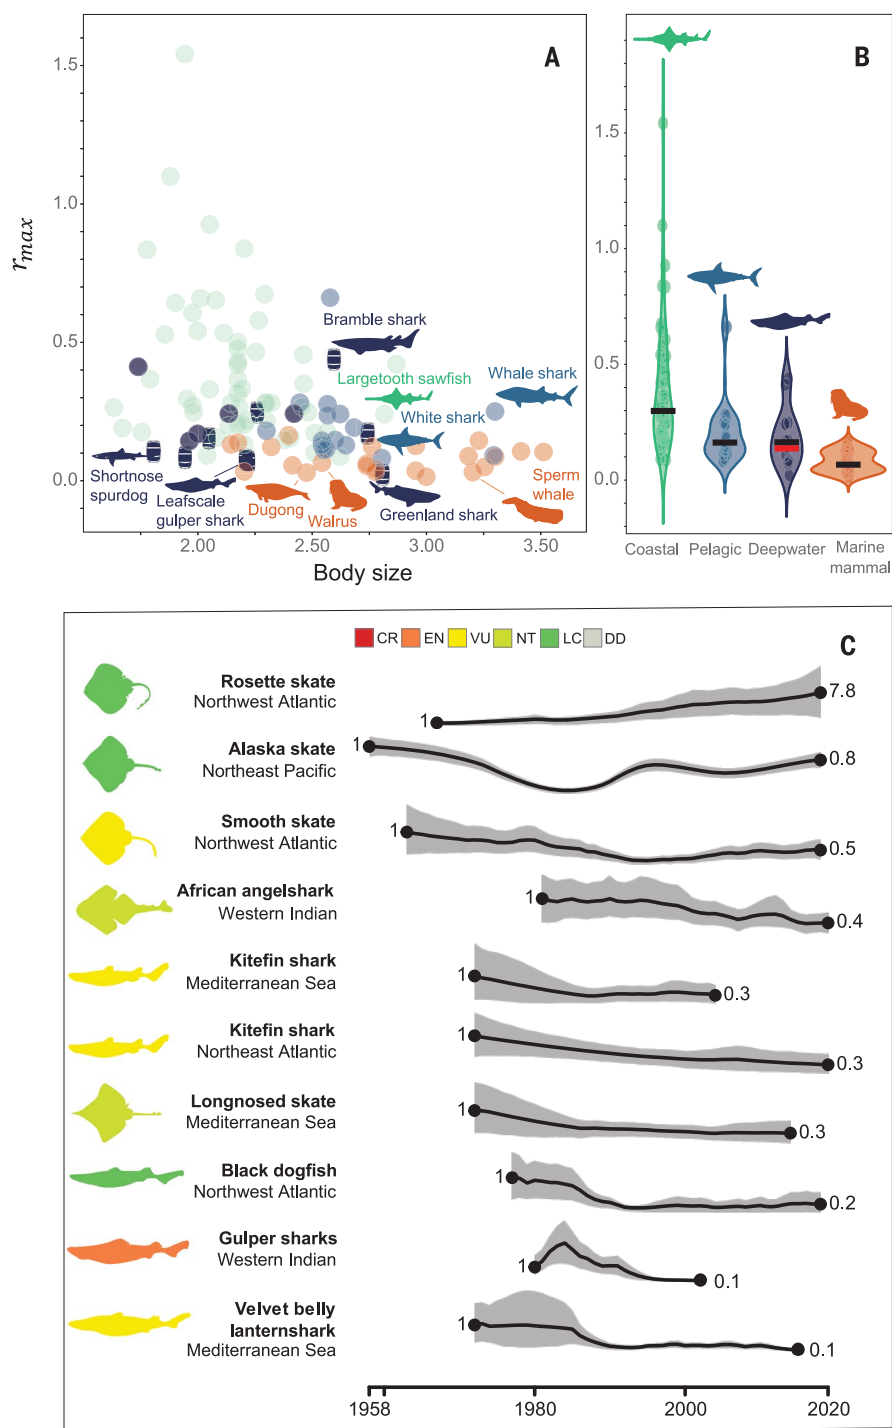 A
1.5
1.0
0.5
0.0
r_max
Bramble shark
Largetooth sawfish
Whale shark
White shark
Shortnose
spurdog
Leafscale
gulper shark
Dugong
Walrus
Greenland shark
Sperm
whale
2.00
2.50
3.00
3.50
Body size
B
1.5
1.0
0.5
0.0
Coastal
Pelagic
Deepwater
Marine
mammal
CR
EN
VU
NT
LC
DD
C
Rosette skate
Northwest Atlantic
1
7.8
Alaska skate
Northeast Pacific
1
0.8
Smooth skate
Northwest Atlantic
1
0.5
African angelshark
Western Indian
1
0.4
Kitefin shark
Mediterranean Sea
1
0.3
Kitefin shark
Northeast Atlantic
1
0.3
Longnosed skate
Mediterranean Sea
1
0.3
Black dogfish
Northwest Atlantic
1
0.2
Gulper sharks
Western Indian
1
0.1
Velvet belly
lanternshark
Mediterranean Sea
1
0.1
1958
1980
2000
2020